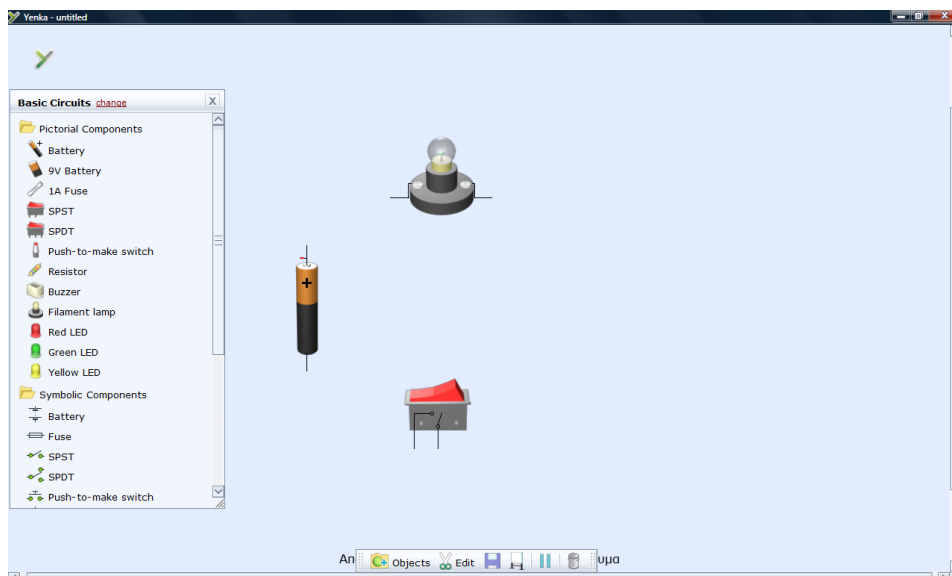 Yenka - untitled
Basic Circuits change
Pictorial Components
Battery
9V Battery
1A Fuse
SPST
SPDT
Push-to-make switch
Resistor
Buzzer
Filament lamp
Red LED
Green LED
Yellow LED
Symbolic Components
Battery
Fuse
SPST
SPDT
Push-to-make switch
Απ Objects Edit υμα